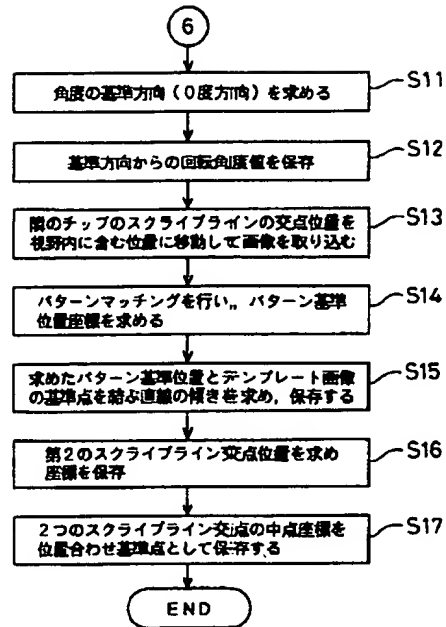 6
角度の基準方向(0度方向)を求める
S11
基準方向からの回転角度値を保存
S12
隣のチップのスクライブラインの交点位置を
視野内に含む位置に移動して画像を取り込む
S13
パターンマッチングを行い、パターン基準
位置座標を求める
S14
求めたパターン基準位置とテンプレート画像
の基準点を結ぶ直線の傾きを求め,保存する
S15
第2のスクライブライン交点位置を求め
座標を保存
S16
2つのスクライブライン交点の中点座標を
位置合わせ基準点として保存する
S17
END